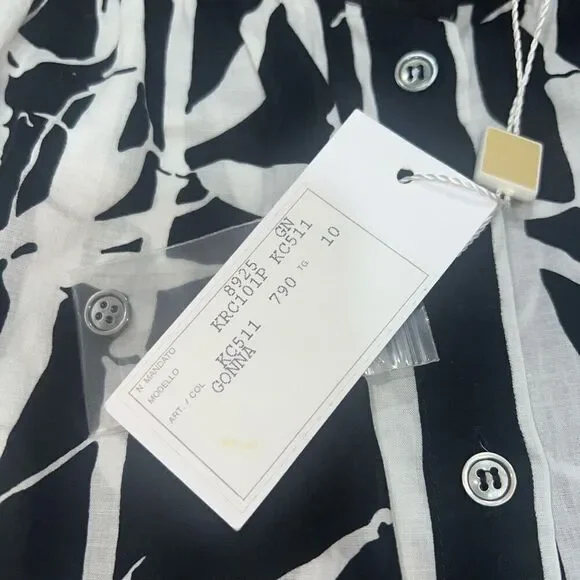 N. MANDATO 8925 GN
MODELLO KRC101P KC511
ART. / COL KC511 790 TG. 10
GONNA